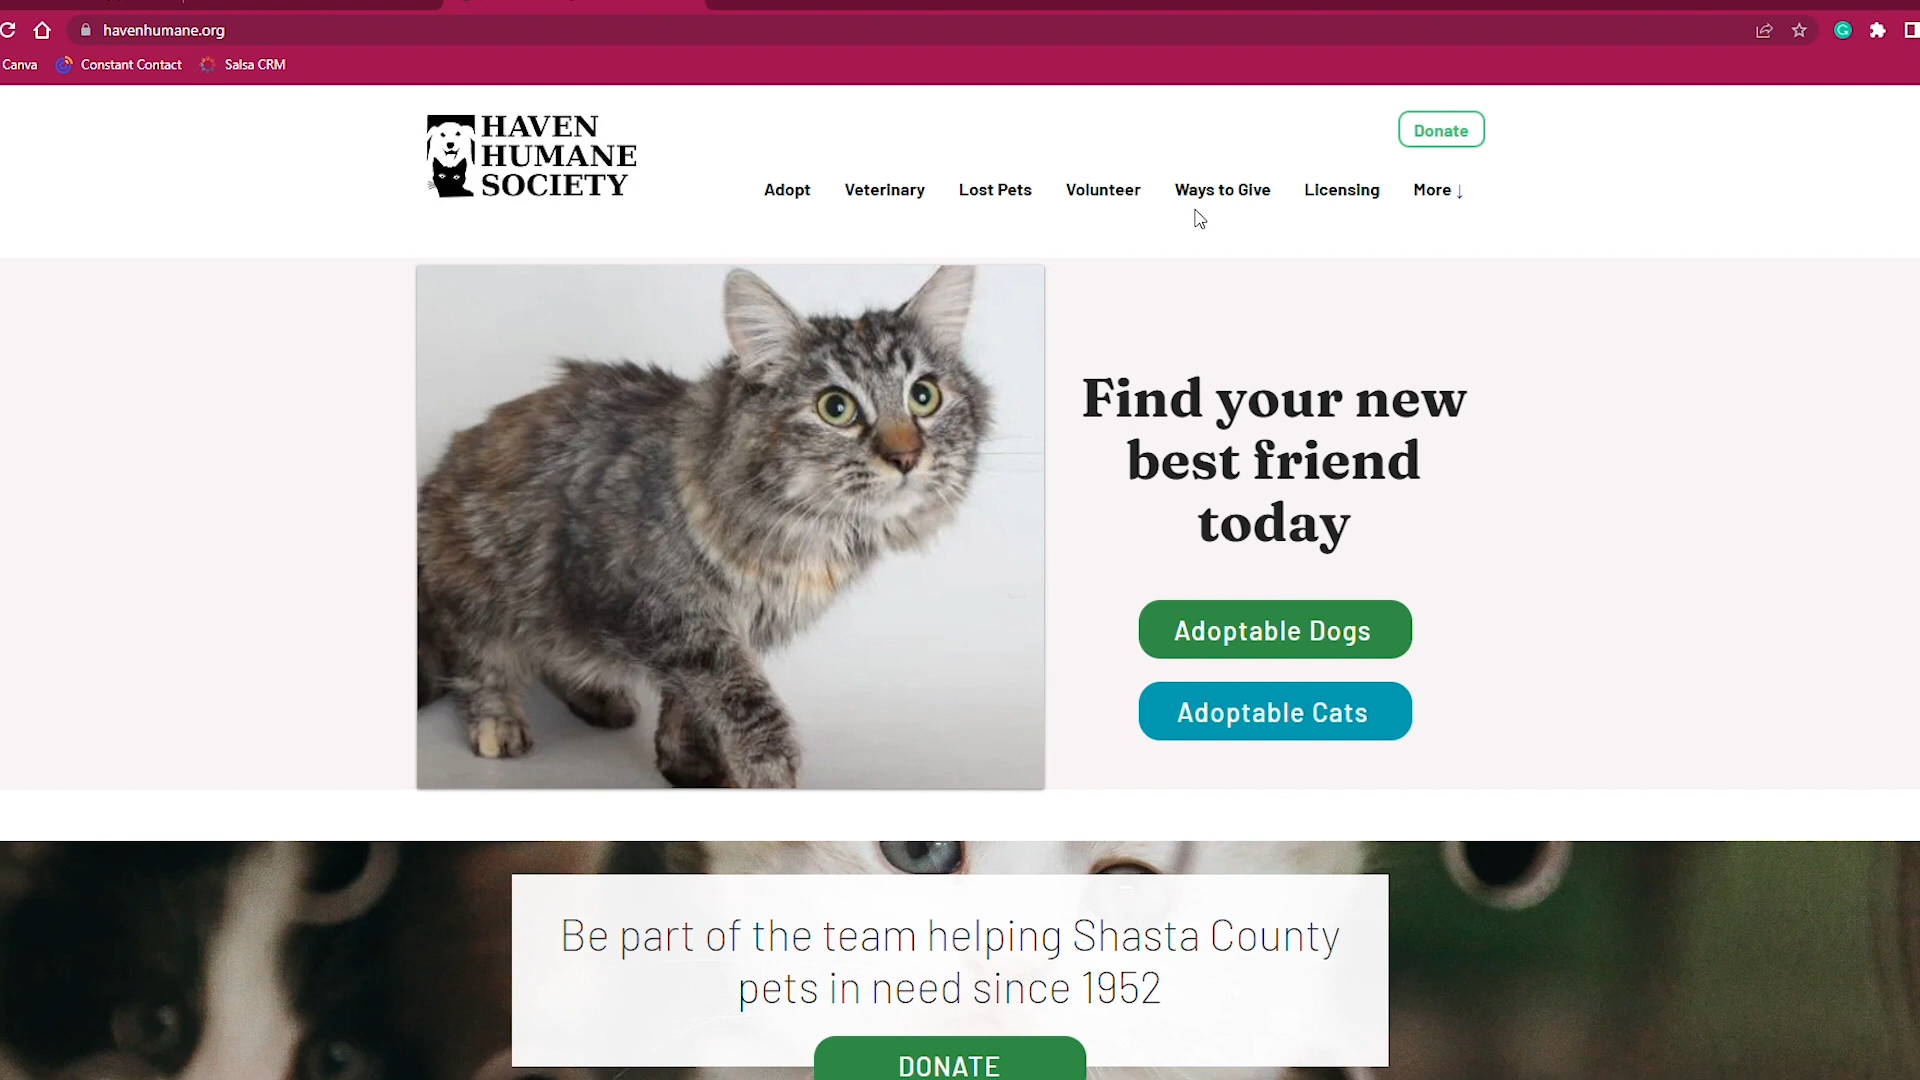 havenhumane.org
Canva
Constant Contact
Salsa CRM
HAVEN
HUMANE
SOCIETY
Donate
Adopt
Veterinary
Lost Pets
Volunteer
Ways to Give
Licensing
More ↓
Find your new
best friend
today
Adoptable Dogs
Adoptable Cats
Be part of the team helping Shasta County
pets in need since 1952
DONATE